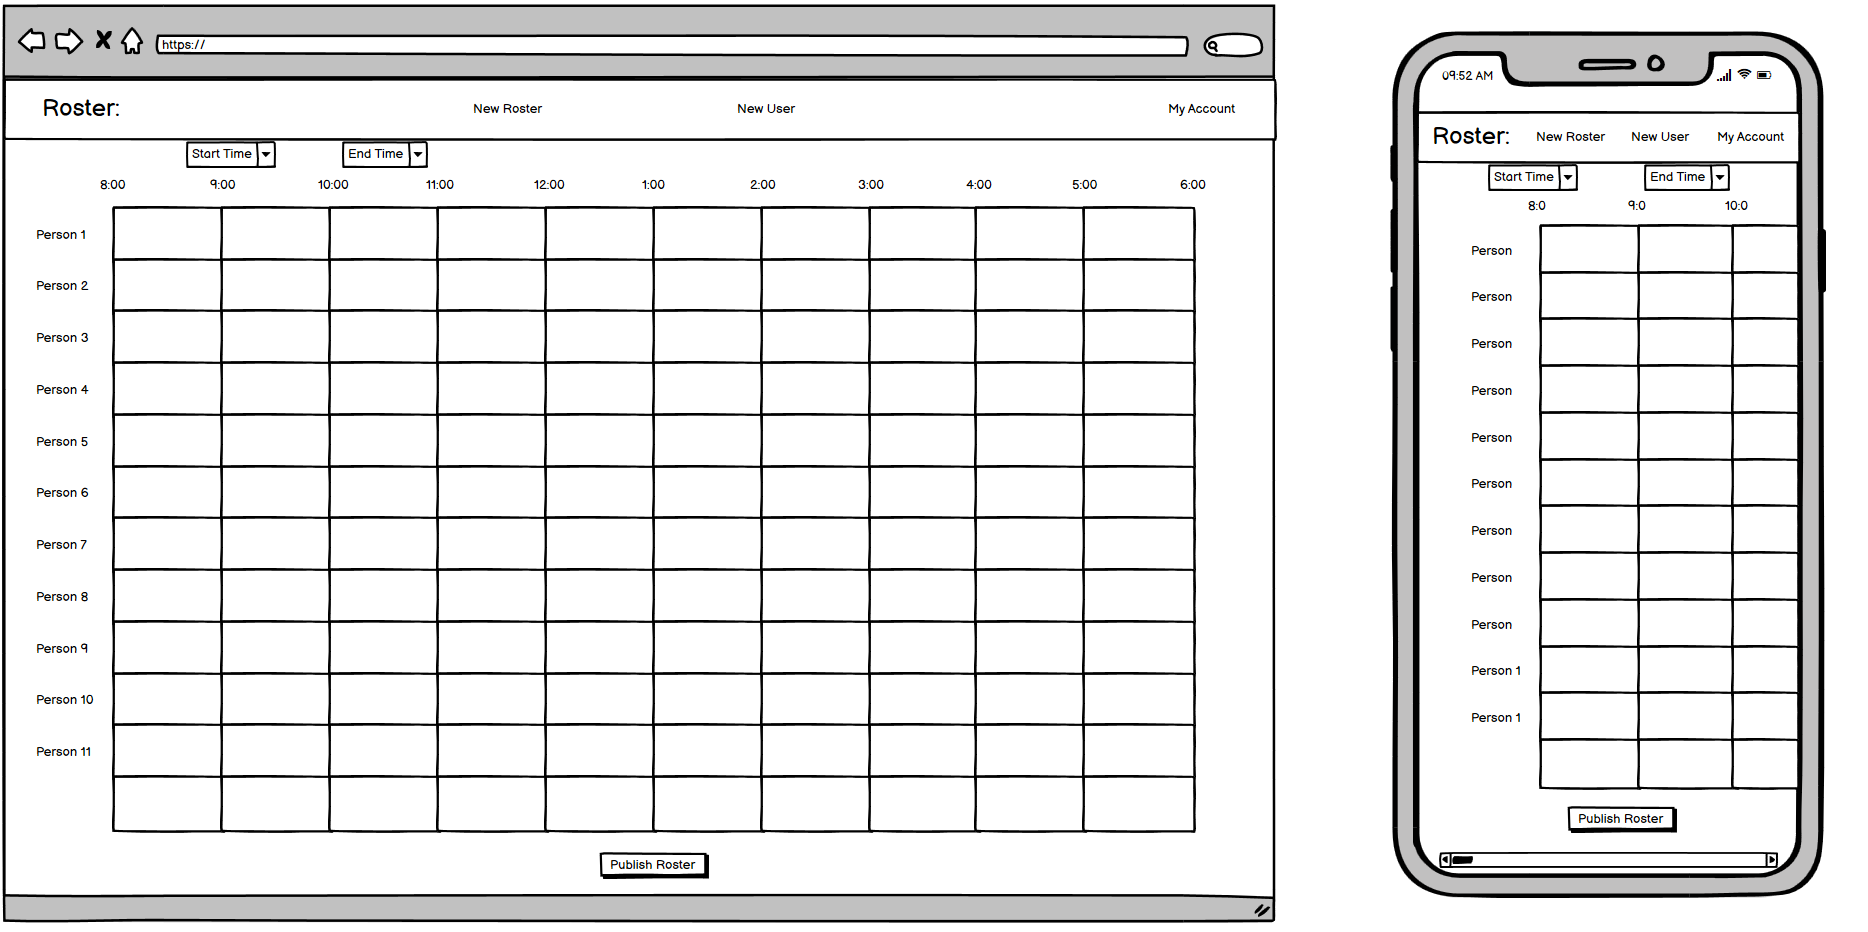 https://
Roster:
New Roster
New User
My Account
Start Time
End Time
8:00
9:00
10:00
11:00
12:00
1:00
2:00
3:00
4:00
5:00
6:00
Person 1
Person 2
Person 3
Person 4
Person 5
Person 6
Person 7
Person 8
Person 9
Person 10
Person 11
Publish Roster
09:52 AM
Roster:
New Roster
New User
My Account
Start Time
End Time
8:0
9:0
10:0
Person
Person
Person
Person
Person
Person
Person
Person
Person
Person 1
Person 1
Publish Roster